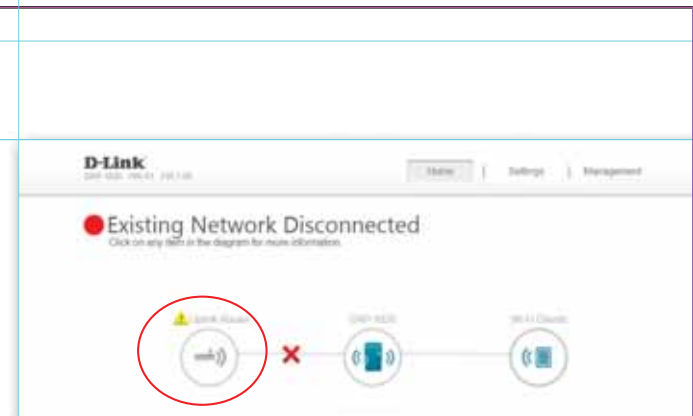 D-Link
Home | Settings | Management
Existing Network Disconnected
Click on any item in the diagram for more information.
Uplink Router
Wi-Fi Clients